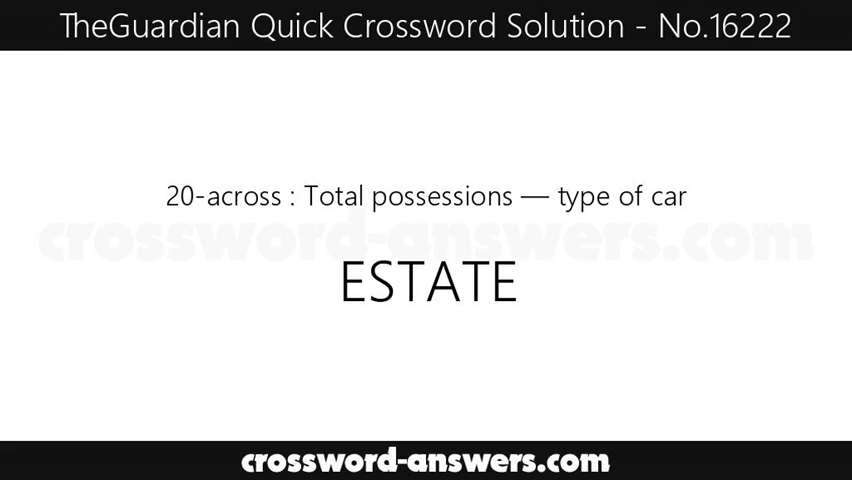 TheGuardian Quick Crossword Solution - No.16222
20-across : Total possessions — type of car
crossword-answers.com
ESTATE
crossword-answers.com